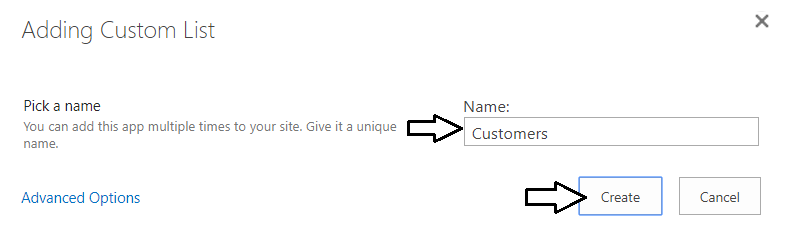 Adding Custom List
Pick a name
You can add this app multiple times to your site. Give it a unique
name.
Name:
Customers
Advanced Options
Create
Cancel